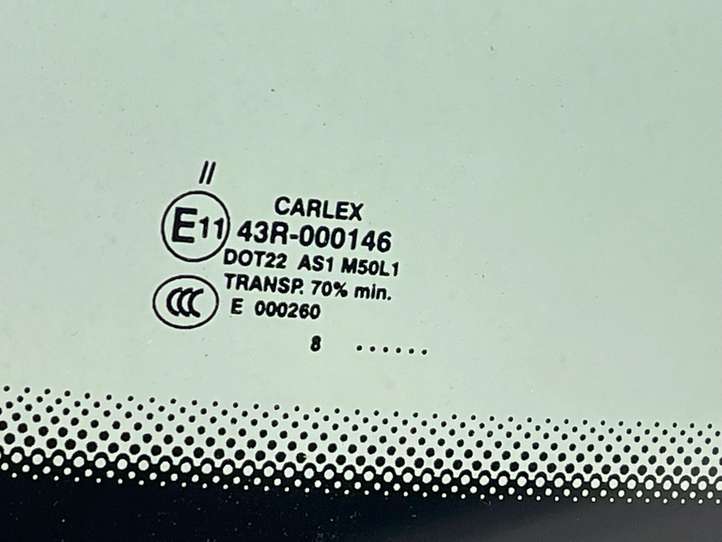 //
CARLEX
E11 43R-000146
DOT22 AS1 M50L1
TRANSP. 70% min.
CCC E 000260
8 ......